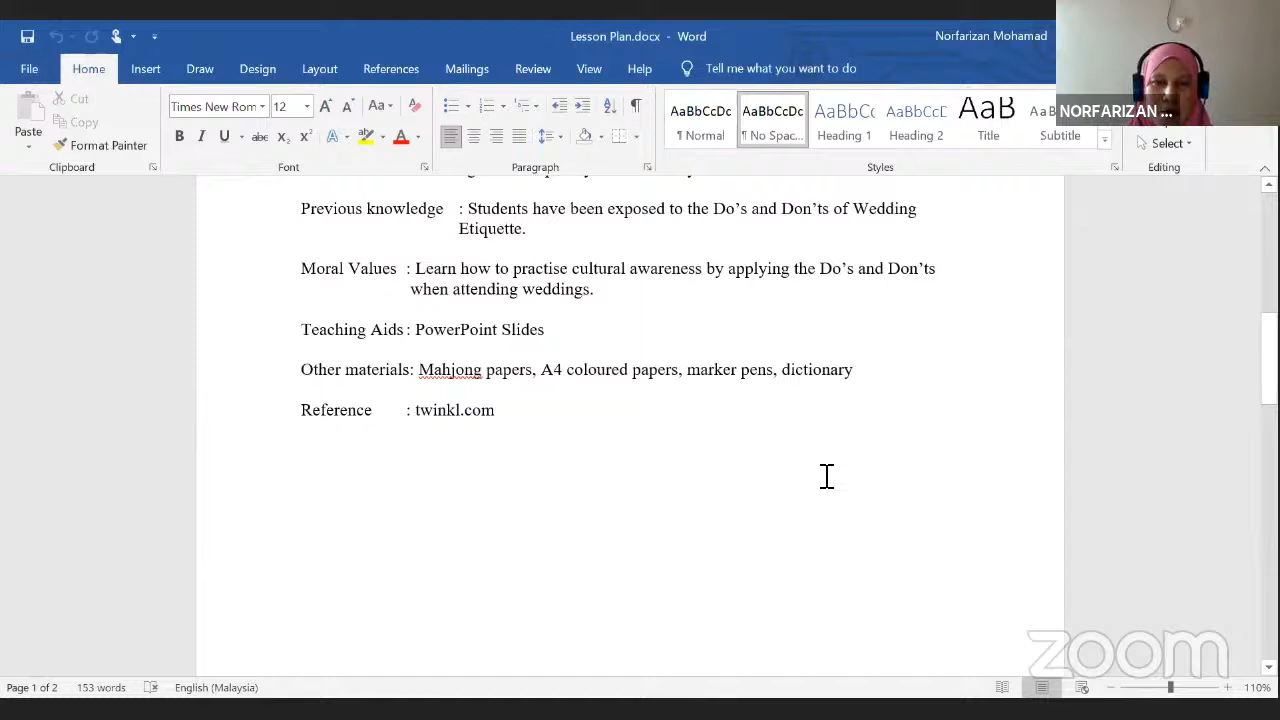 Lesson Plan.docx - Word
Norfarizan Mohamad
File Home Insert Draw Design Layout References Mailings Review View Help Tell me what you want to do
NORFARIZAN ...
Paste
Cut
Copy
Format Painter
Clipboard
Times New Rom 12
Font
Paragraph
AaBbCcDc ¶ Normal
AaBbCcDc ¶ No Spac...
AaBbCc Heading 1
AaBbCcD Heading 2
AaB Title
Subtitle
Styles
Select
Editing
Previous knowledge : Students have been exposed to the Do’s and Don’ts of Wedding
Etiquette.
Moral Values : Learn how to practise cultural awareness by applying the Do’s and Don’ts
when attending weddings.
Teaching Aids : PowerPoint Slides
Other materials: Mahjong papers, A4 coloured papers, marker pens, dictionary
Reference : twinkl.com
zoom
Page 1 of 2 153 words English (Malaysia) 110%